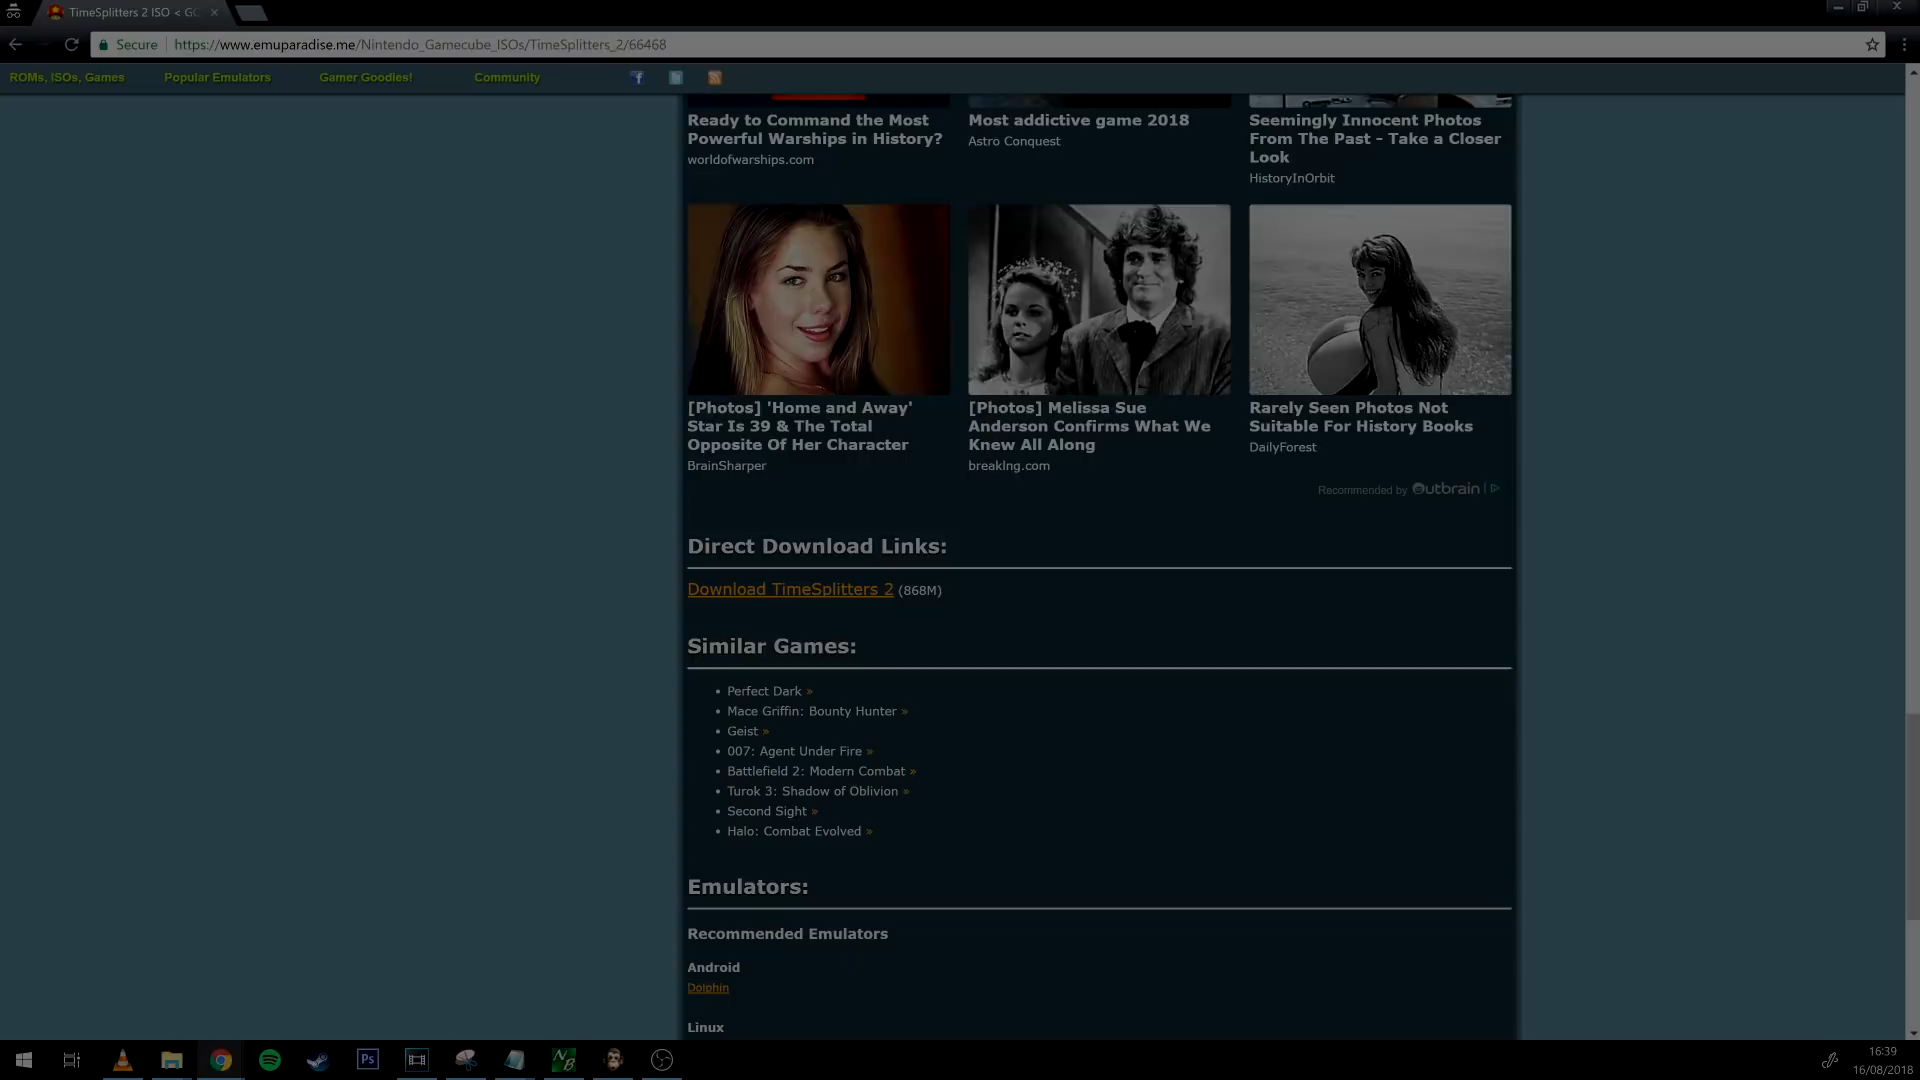 TimeSplitters 2 ISO < GC
Secure
https://www.emuparadise.me/Nintendo_Gamecube_ISOs/TimeSplitters_2/66468
ROMs, ISOs, Games
Popular Emulators
Gamer Goodies!
Community
Ready to Command the Most
Powerful Warships in History?
worldofwarships.com
Most addictive game 2018
Astro Conquest
Seemingly Innocent Photos
From The Past - Take a Closer
Look
HistoryInOrbit
[Photos] 'Home and Away'
Star Is 39 & The Total
Opposite Of Her Character
BrainSharper
[Photos] Melissa Sue
Anderson Confirms What We
Knew All Along
breaklng.com
Rarely Seen Photos Not
Suitable For History Books
DailyForest
Recommended by Outbrain
Direct Download Links:
Download TimeSplitters 2 (868M)
Similar Games:
• Perfect Dark »
• Mace Griffin: Bounty Hunter »
• Geist »
• 007: Agent Under Fire »
• Battlefield 2: Modern Combat »
• Turok 3: Shadow of Oblivion »
• Second Sight »
• Halo: Combat Evolved »
Emulators:
Recommended Emulators
Android
Dolphin
Linux
Ps
NB
16:39
16/08/2018